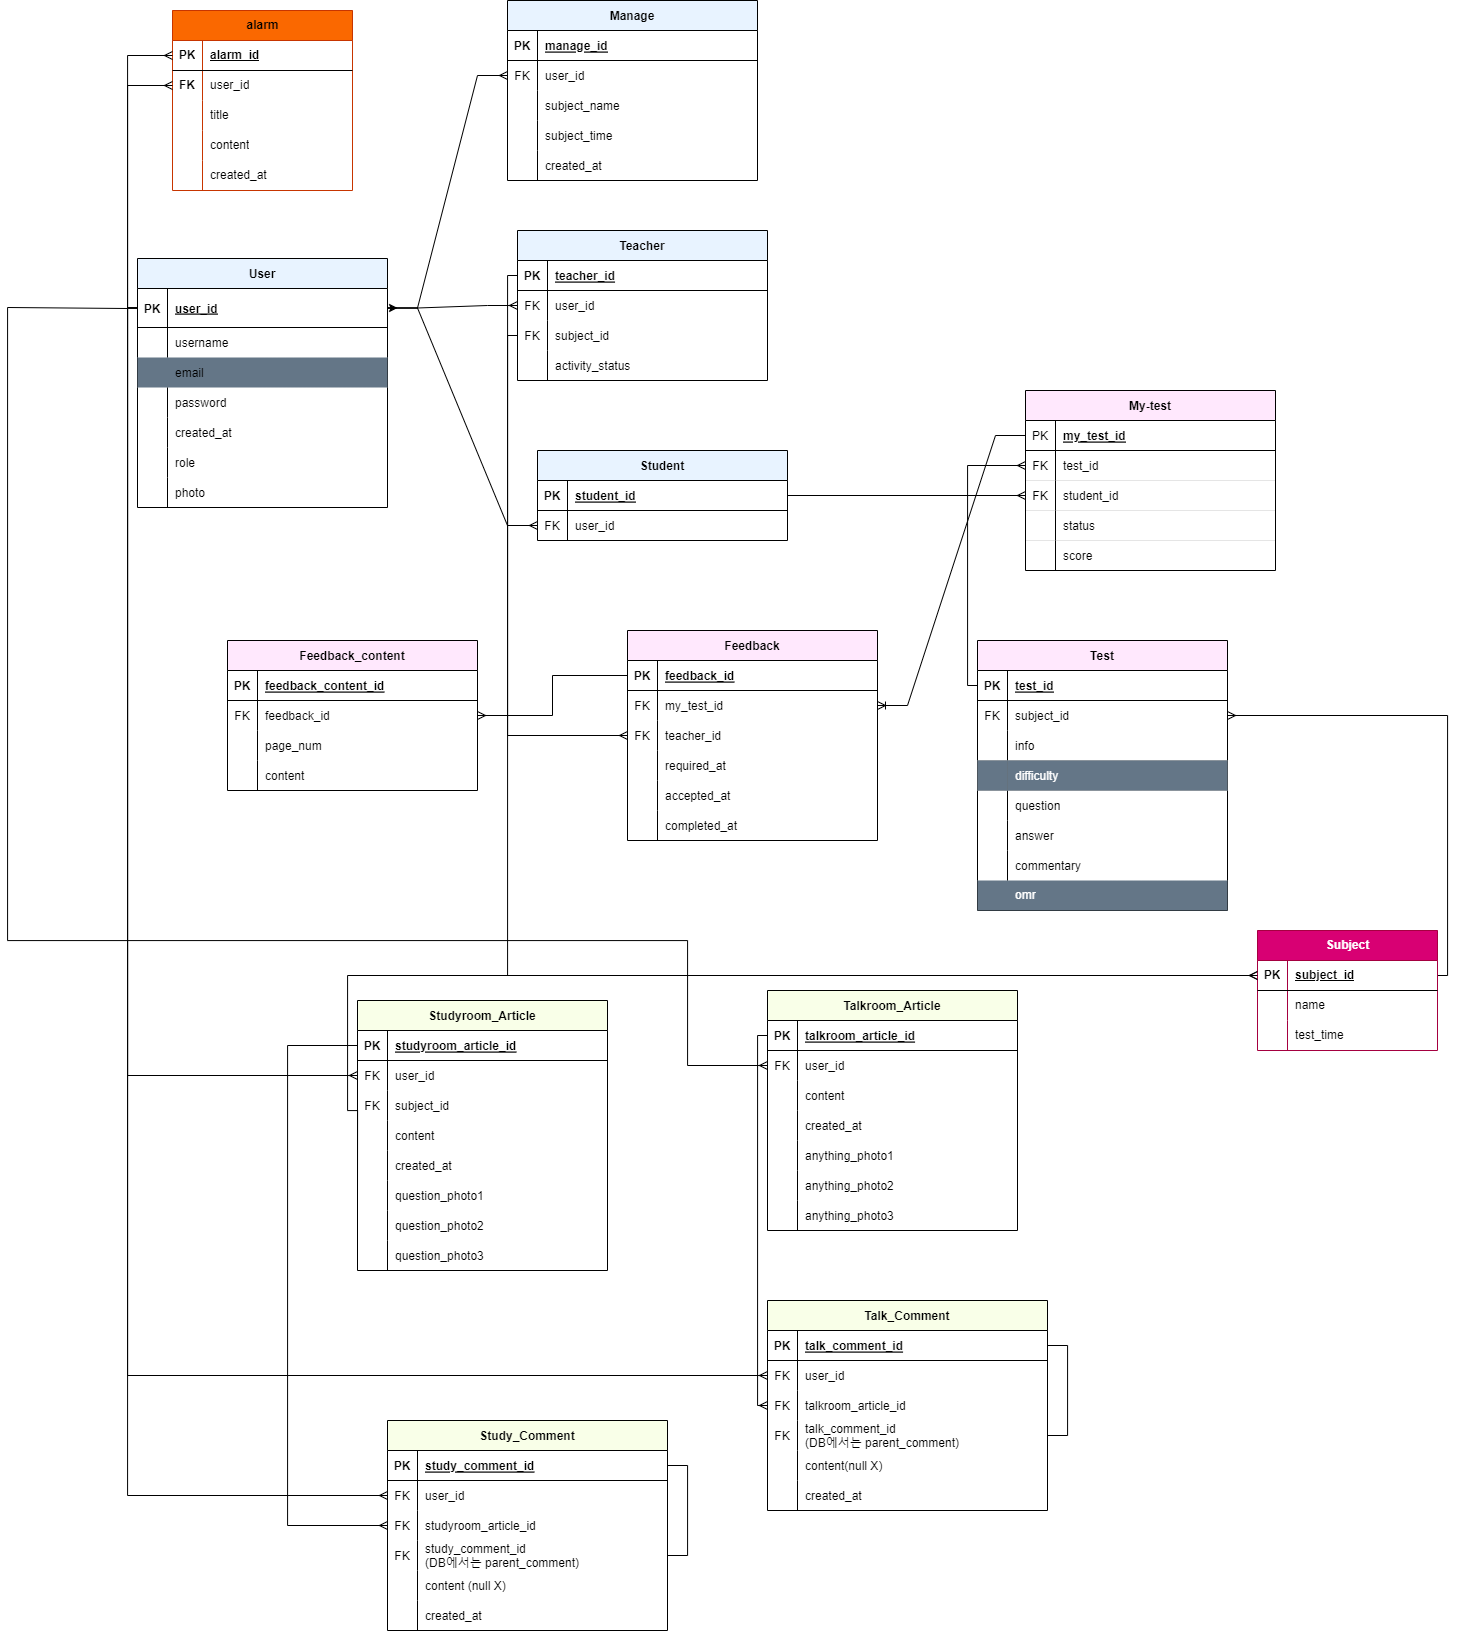 alarm
PK alarm_id
FK user_id
title
content
created_at
Manage
PK manage_id
FK user_id
subject_name
subject_time
created_at
User
PK user_id
username
email
password
created_at
role
photo
Teacher
PK teacher_id
FK user_id
FK subject_id
activity_status
Student
PK student_id
FK user_id
My-test
PK my_test_id
FK test_id
FK student_id
status
score
Feedback_content
PK feedback_content_id
FK feedback_id
page_num
content
Feedback
PK feedback_id
FK my_test_id
FK teacher_id
required_at
accepted_at
completed_at
Test
PK test_id
FK subject_id
info
difficulty
question
answer
commentary
omr
Subject
PK subject_id
name
test_time
Studyroom_Article
PK studyroom_article_id
FK user_id
FK subject_id
content
created_at
question_photo1
question_photo2
question_photo3
Talkroom_Article
PK talkroom_article_id
FK user_id
content
created_at
anything_photo1
anything_photo2
anything_photo3
Talk_Comment
PK talk_comment_id
FK user_id
FK talkroom_article_id
FK talk_comment_id
(DB에서는 parent_comment)
content(null X)
created_at
Study_Comment
PK study_comment_id
FK user_id
FK studyroom_article_id
FK study_comment_id
(DB에서는 parent_comment)
content (null X)
created_at